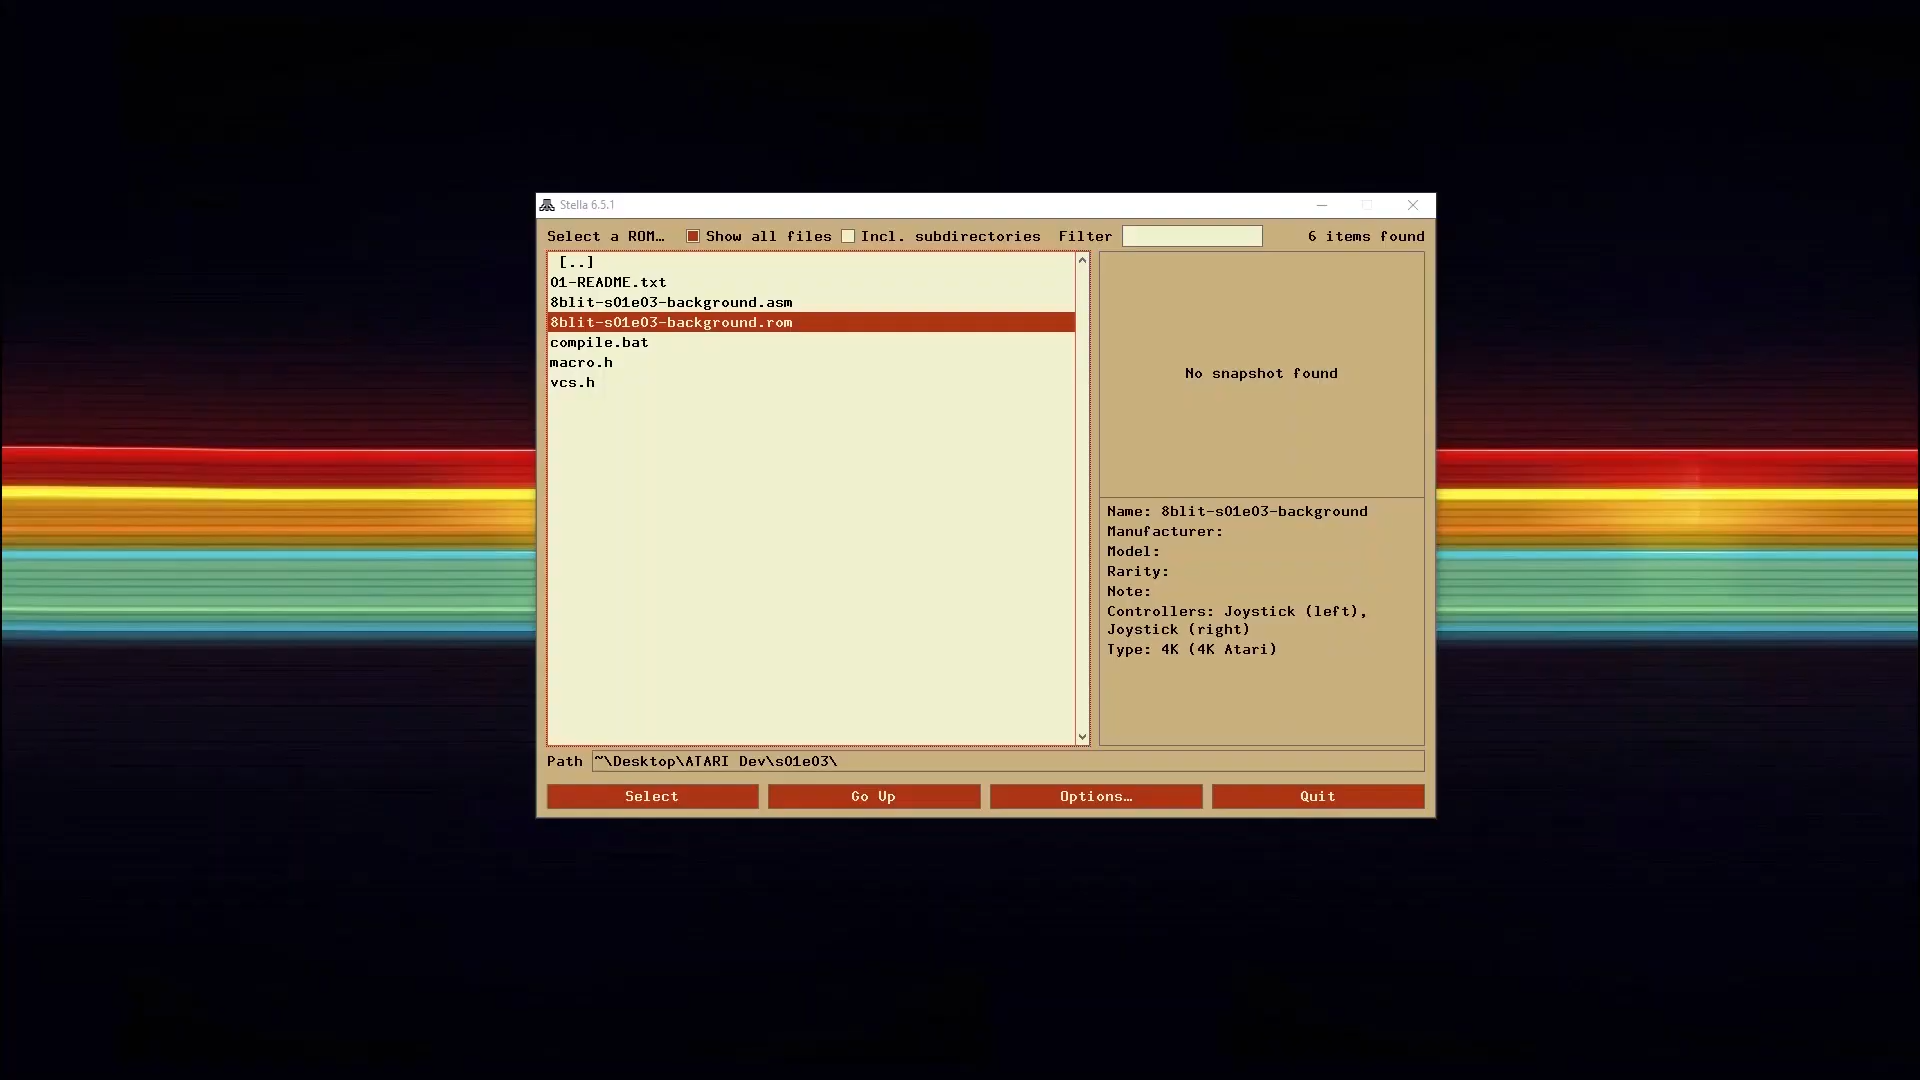 Stella 6.5.1
Select a ROM… Show all files Incl. subdirectories Filter 6 items found
[..]
01-README.txt
8blit-s01e03-background.asm
8blit-s01e03-background.rom
compile.bat
macro.h
vcs.h
No snapshot found
Name: 8blit-s01e03-background
Manufacturer:
Model:
Rarity:
Note:
Controllers: Joystick (left),
Joystick (right)
Type: 4K (4K Atari)
Path ~\Desktop\ATARI Dev\s01e03\
Select Go Up Options… Quit